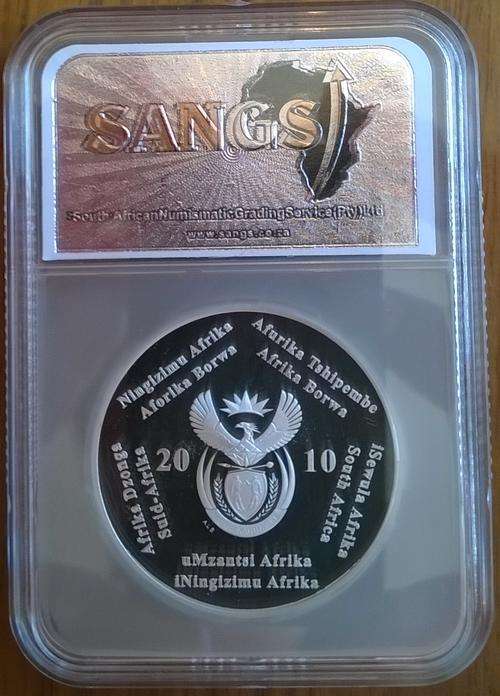 SANGS
South African Numismatic Grading Service (Pty) Ltd
www.sangs.co.za
Ningizimu Afrika
Aforika Borwa
Afurika Tshipembe
Afrika Borwa
Afrika Dzonga
Suid-Afrika
20 10
iSewula Afrika
South Africa
uMzantsi Afrika
iNingizimu Afrika